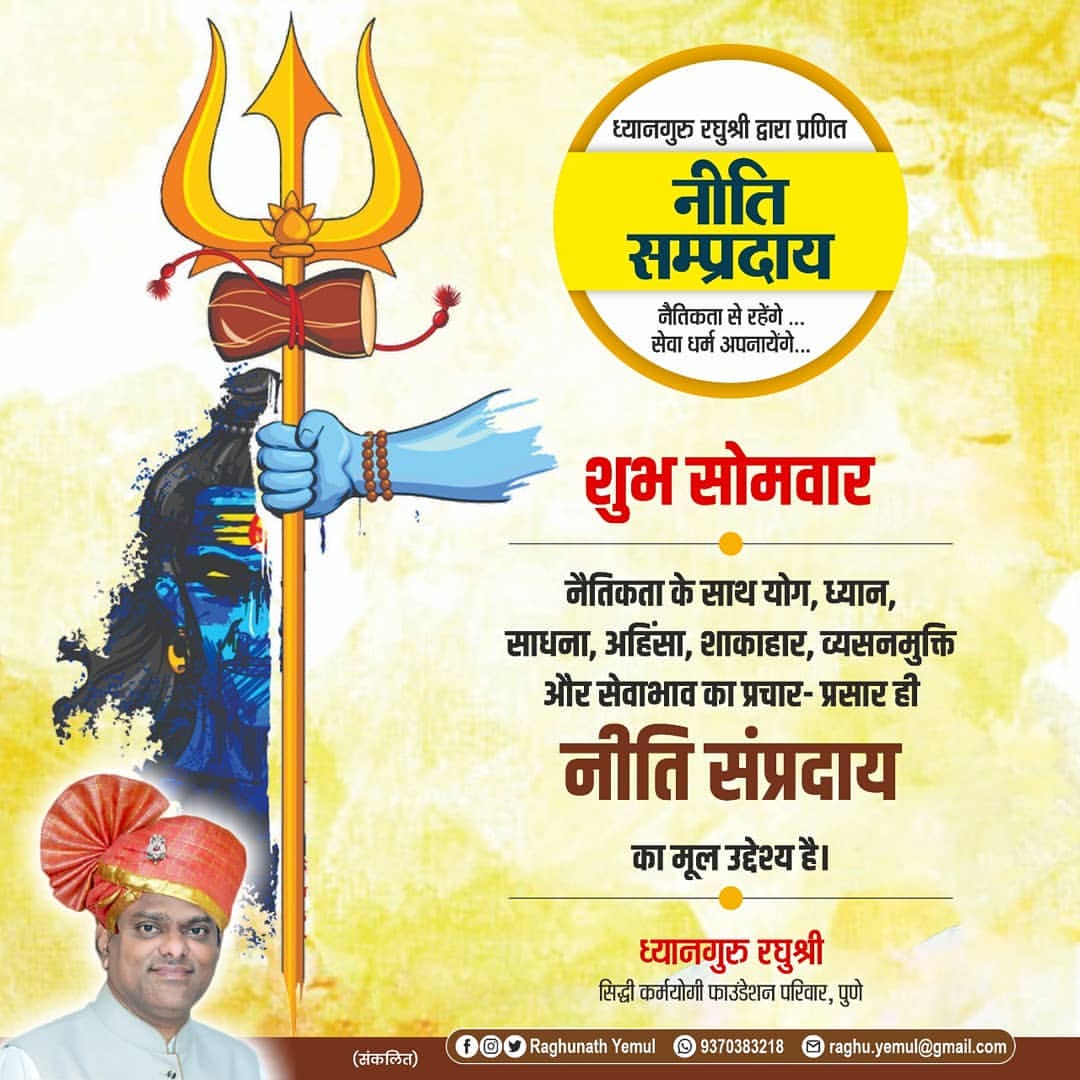 ध्यानगुरु रघुश्री द्वारा प्रणित
नीति
सम्प्रदाय
नैतिकता से रहेंगे ...
सेवा धर्म अपनायेंगे...
शुभ सोमवार
नैतिकता के साथ योग, ध्यान,
साधना, अहिंसा, शाकाहार, व्यसनमुक्ति
और सेवाभाव का प्रचार- प्रसार ही
नीति संप्रदाय
का मूल उद्देश्य है।
ध्यानगुरु रघुश्री
सिद्धी कर्मयोगी फाउंडेशन परिवार, पुणे
(संकलित)
Raghunath Yemul 9370383218 raghu.yemul@gmail.com